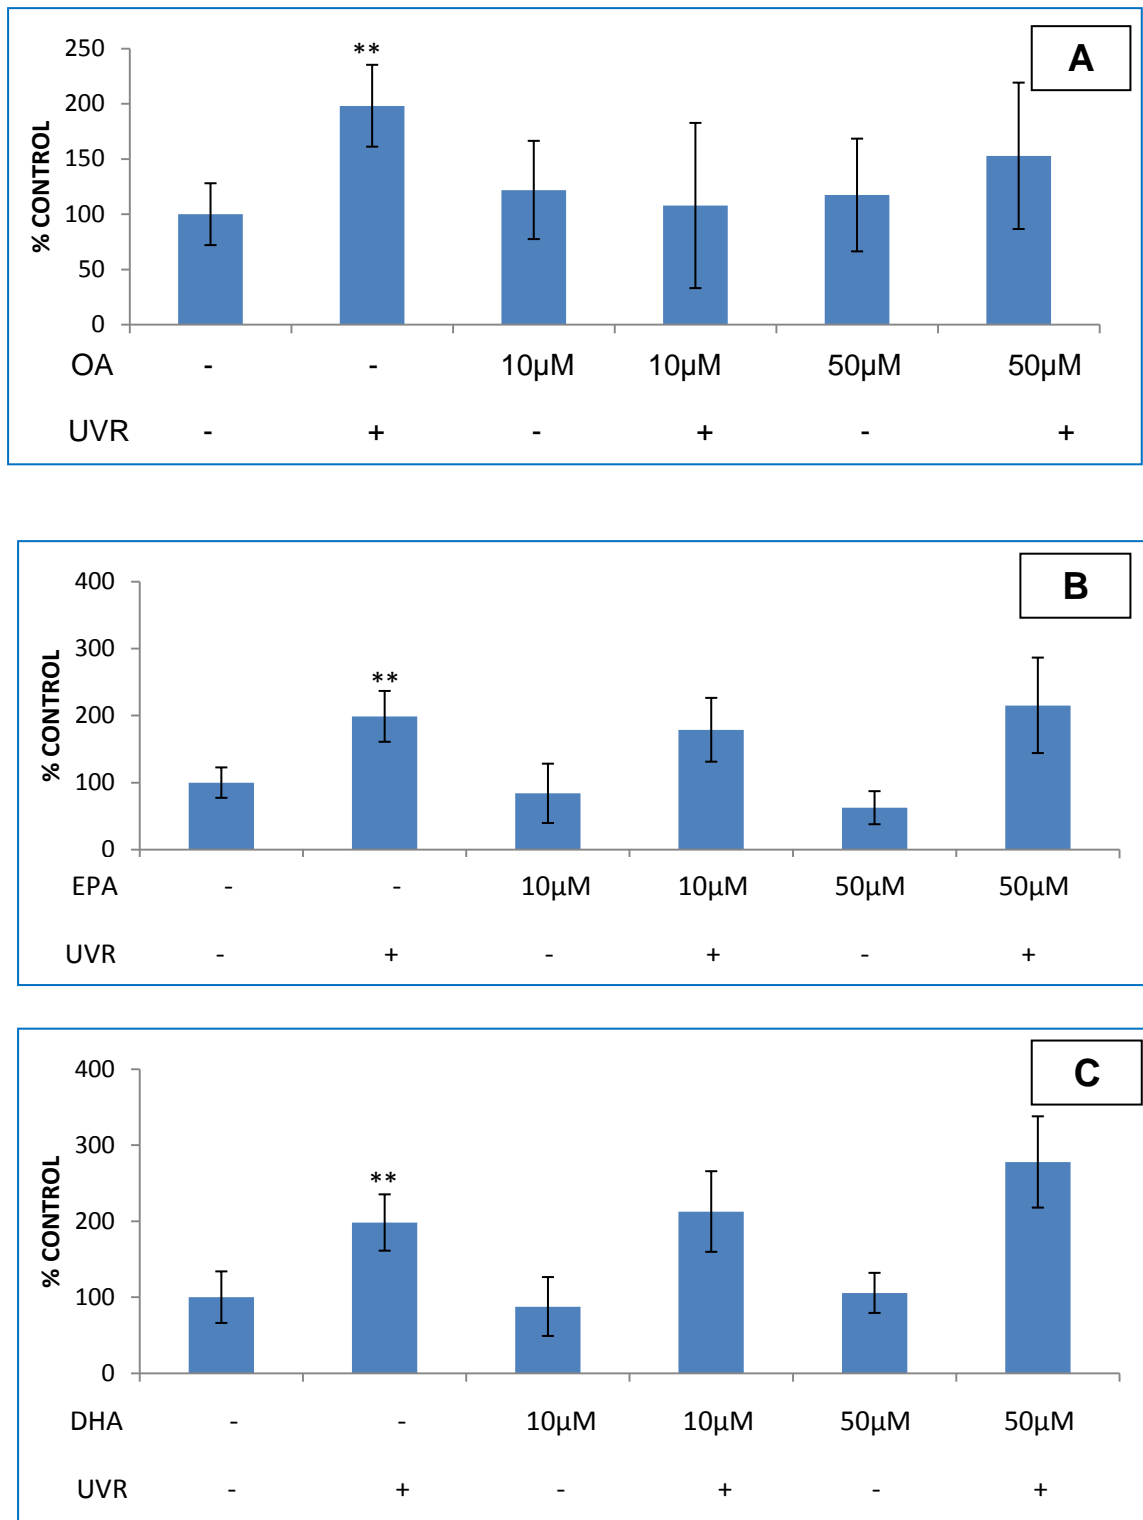 A
% CONTROL
250
**
200
150
100
50
0
OA - - 10µM 10µM 50µM 50µM
UVR - + - + - +
B
% CONTROL
400
300
**
200
100
0
EPA - - 10µM 10µM 50µM 50µM
UVR - + - + - +
C
% CONTROL
400
300
**
200
100
0
DHA - - 10µM 10µM 50µM 50µM
UVR - + - + - +